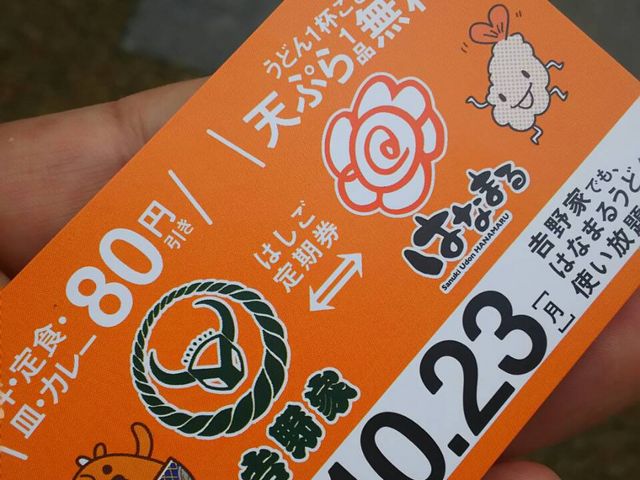 うどん1杯ご
天ぷら1品無
はなまる
Sanuki Udon HANAMARU
はしご
定期券
丼・定食・
皿・カレー
80円引き
吉野家
吉野家でも、
はなまるうど
使い放題
10.23[月]